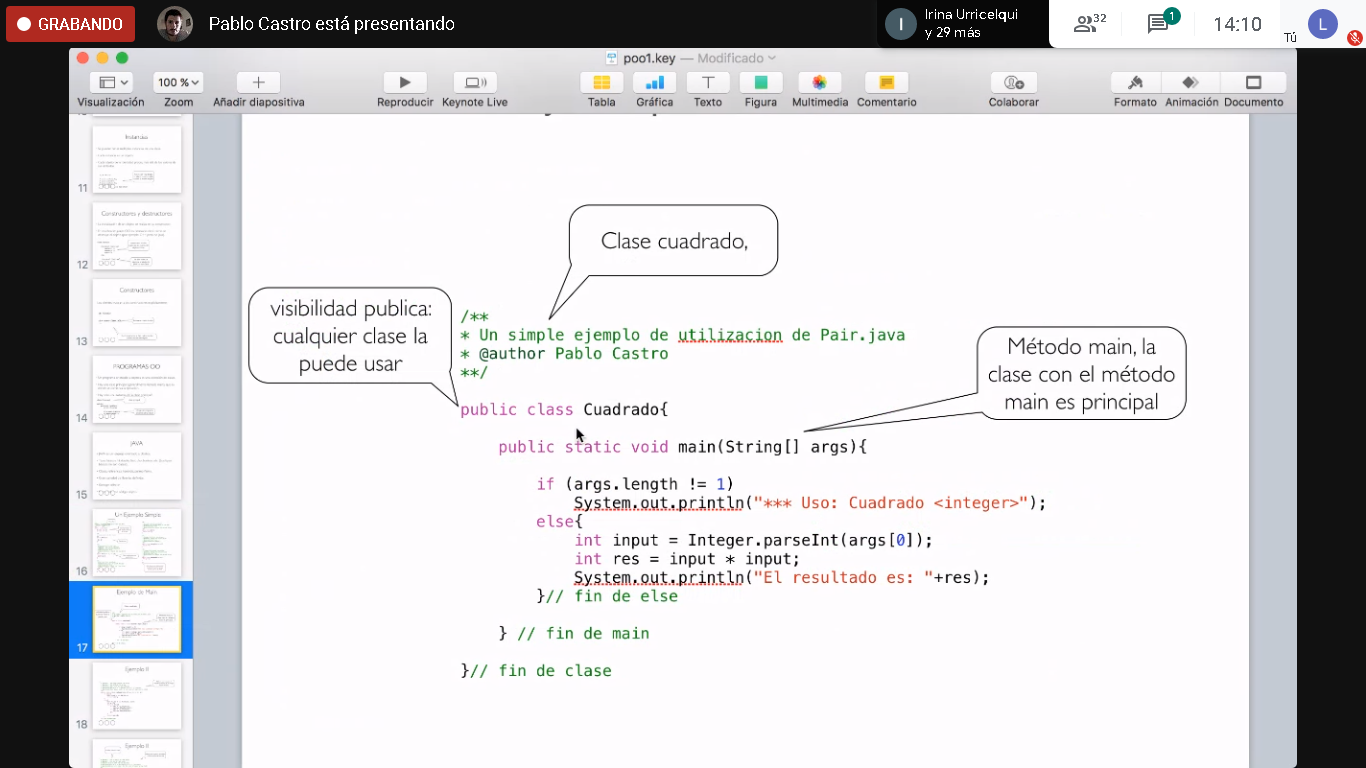 GRABANDO
Pablo Castro está presentando
I
Irina Urricelqui
y 29 más
32
1
14:10
Tú
L
poo1.key — Modificado
100 %
Visualización
Zoom
Añadir diapositiva
Reproducir
Keynote Live
Tabla
Gráfica
Texto
Figura
Multimedia
Comentario
Colaborar
Formato
Animación
Documento
Instancias
11
Constructores y destructores
12
Constructores
13
PROGRAMAS OO
14
JAVA
15
Un Ejemplo Simple
16
Ejemplo de Main
17
Ejemplo II
18
Ejemplo II
Clase cuadrado,
visibilidad publica:
cualquier clase la
puede usar
Método main, la
clase con el método
main es principal
/**
* Un simple ejemplo de utilizacion de Pair.java
* @author Pablo Castro
**/
public class Cuadrado{
public static void main(String[] args){
if (args.length != 1)
System.out.println("*** Uso: Cuadrado <integer>");
else{
int input = Integer.parseInt(args[0]);
int res = input * input;
System.out.println("El resultado es: "+res);
}// fin de else
} // fin de main
}// fin de clase